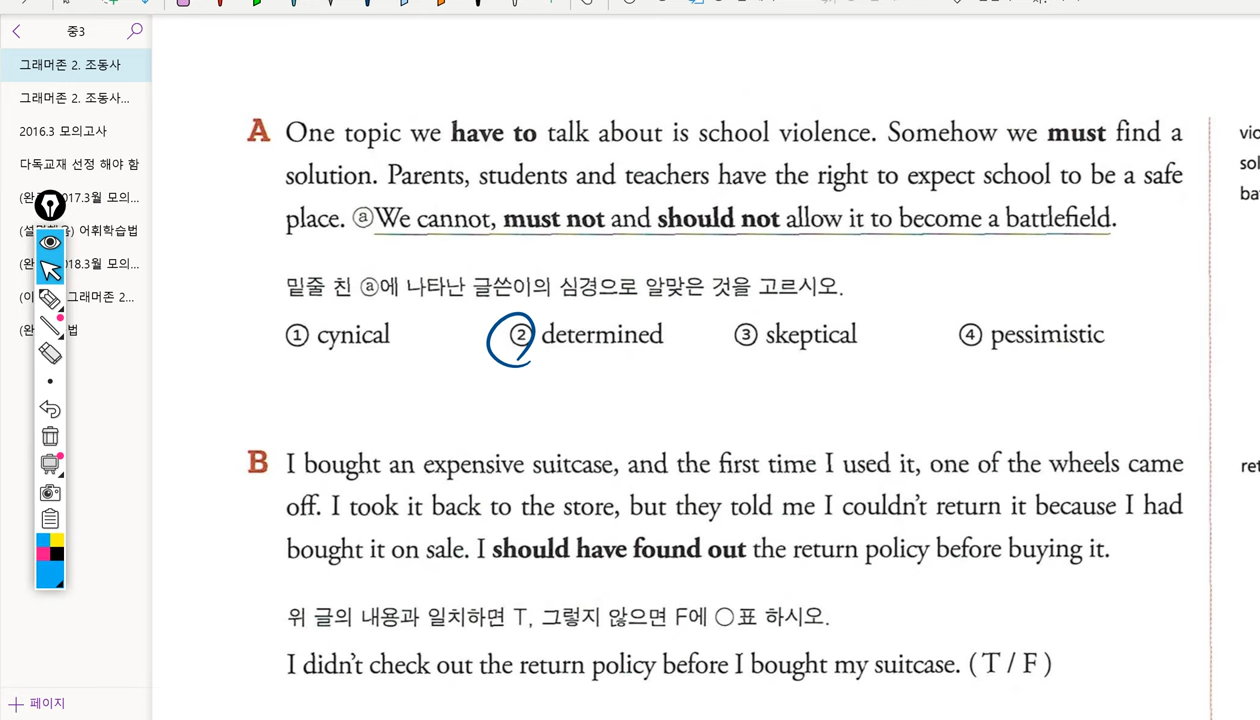 중3
그래머존 2. 조동사
그래머존 2. 조동사...
2016.3 모의고사
다독교재 선정 해야 함
2017.3월 모의...
어휘학습법
018.3월 모의...
그래머존 2...
A One topic we have to talk about is school violence. Somehow we must find a
solution. Parents, students and teachers have the right to expect school to be a safe
place. ⓐWe cannot, must not and should not allow it to become a battlefield.
밑줄 친 ⓐ에 나타난 글쓴이의 심경으로 알맞은 것을 고르시오.
① cynical ② determined ③ skeptical ④ pessimistic
B I bought an expensive suitcase, and the first time I used it, one of the wheels came
off. I took it back to the store, but they told me I couldn't return it because I had
bought it on sale. I should have found out the return policy before buying it.
위 글의 내용과 일치하면 T, 그렇지 않으면 F에 ○표 하시오.
I didn't check out the return policy before I bought my suitcase. ( T / F )
페이지